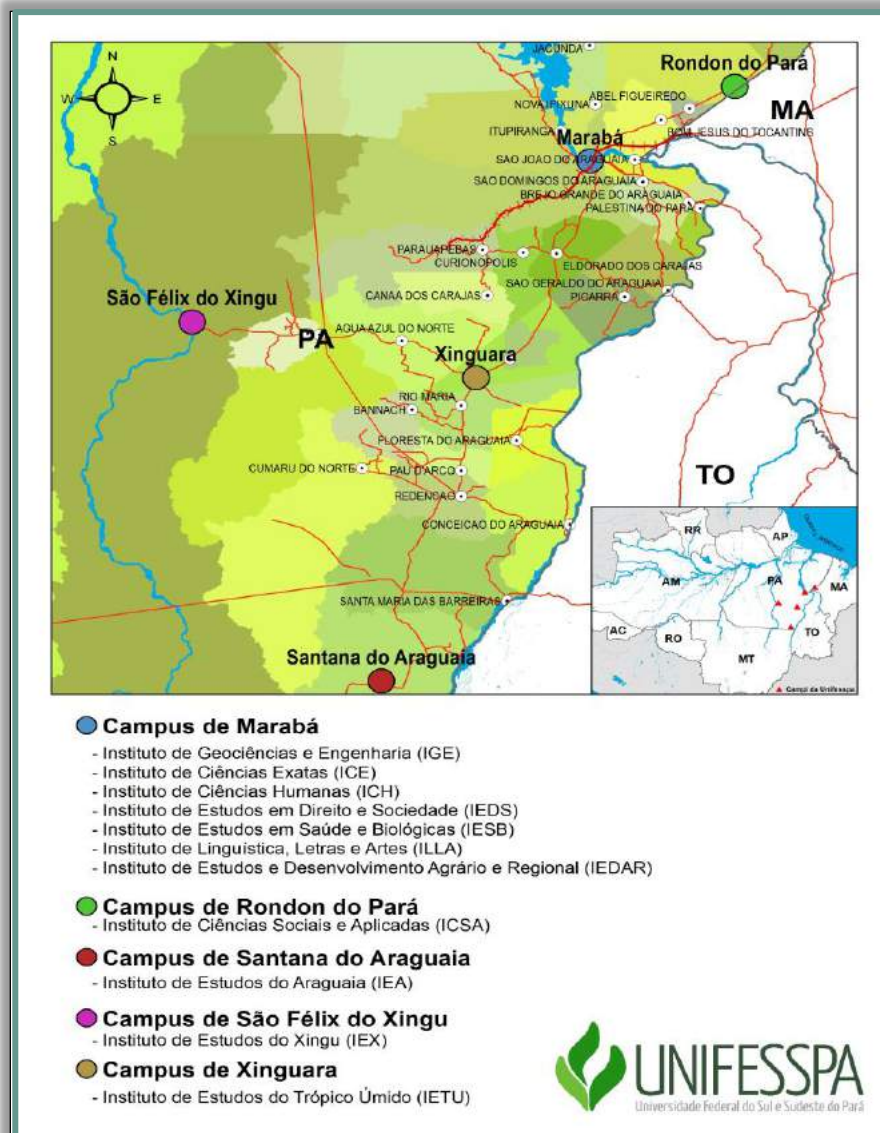 N
W E
S
JACUNDA
Rondon do Pará
NOVA IPIXUNA
ABEL FIGUEIREDO
MA
ITUPIRANGA
BOM JESUS DO TOCANTINS
Marabá
SAO JOAO DO ARAGUAIA
SAO DOMINGOS DO ARAGUAIA
BREJO GRANDE DO ARAGUAIA
PALESTINA DO PARA
PARAUAPEBAS
CURIONOPOLIS
ELDORADO DOS CARAJAS
SAO GERALDO DO ARAGUAIA
CANAA DOS CARAJAS
PICARRA
São Félix do Xingu
PA
AGUA AZUL DO NORTE
Xinguara
RIO MARIA
BANNACH
FLORESTA DO ARAGUAIA
CUMARU DO NORTE
PAU D'ARCO
TO
REDENCAO
CONCEICAO DO ARAGUAIA
SANTA MARIA DAS BARREIRAS
Santana do Araguaia
RR
AP
AM
PA
MA
AC
RO
TO
MT
Campi da Unifesspa
Campus de Marabá
- Instituto de Geociências e Engenharia (IGE)
- Instituto de Ciências Exatas (ICE)
- Instituto de Ciências Humanas (ICH)
- Instituto de Estudos em Direito e Sociedade (IEDS)
- Instituto de Estudos em Saúde e Biológicas (IESB)
- Instituto de Linguística, Letras e Artes (ILLA)
- Instituto de Estudos e Desenvolvimento Agrário e Regional (IEDAR)
Campus de Rondon do Pará
- Instituto de Ciências Sociais e Aplicadas (ICSA)
Campus de Santana do Araguaia
- Instituto de Estudos do Araguaia (IEA)
Campus de São Félix do Xingu
- Instituto de Estudos do Xingu (IEX)
Campus de Xinguara
- Instituto de Estudos do Trópico Úmido (IETU)
UNIFESSPA
Universidade Federal do Sul e Sudeste do Pará